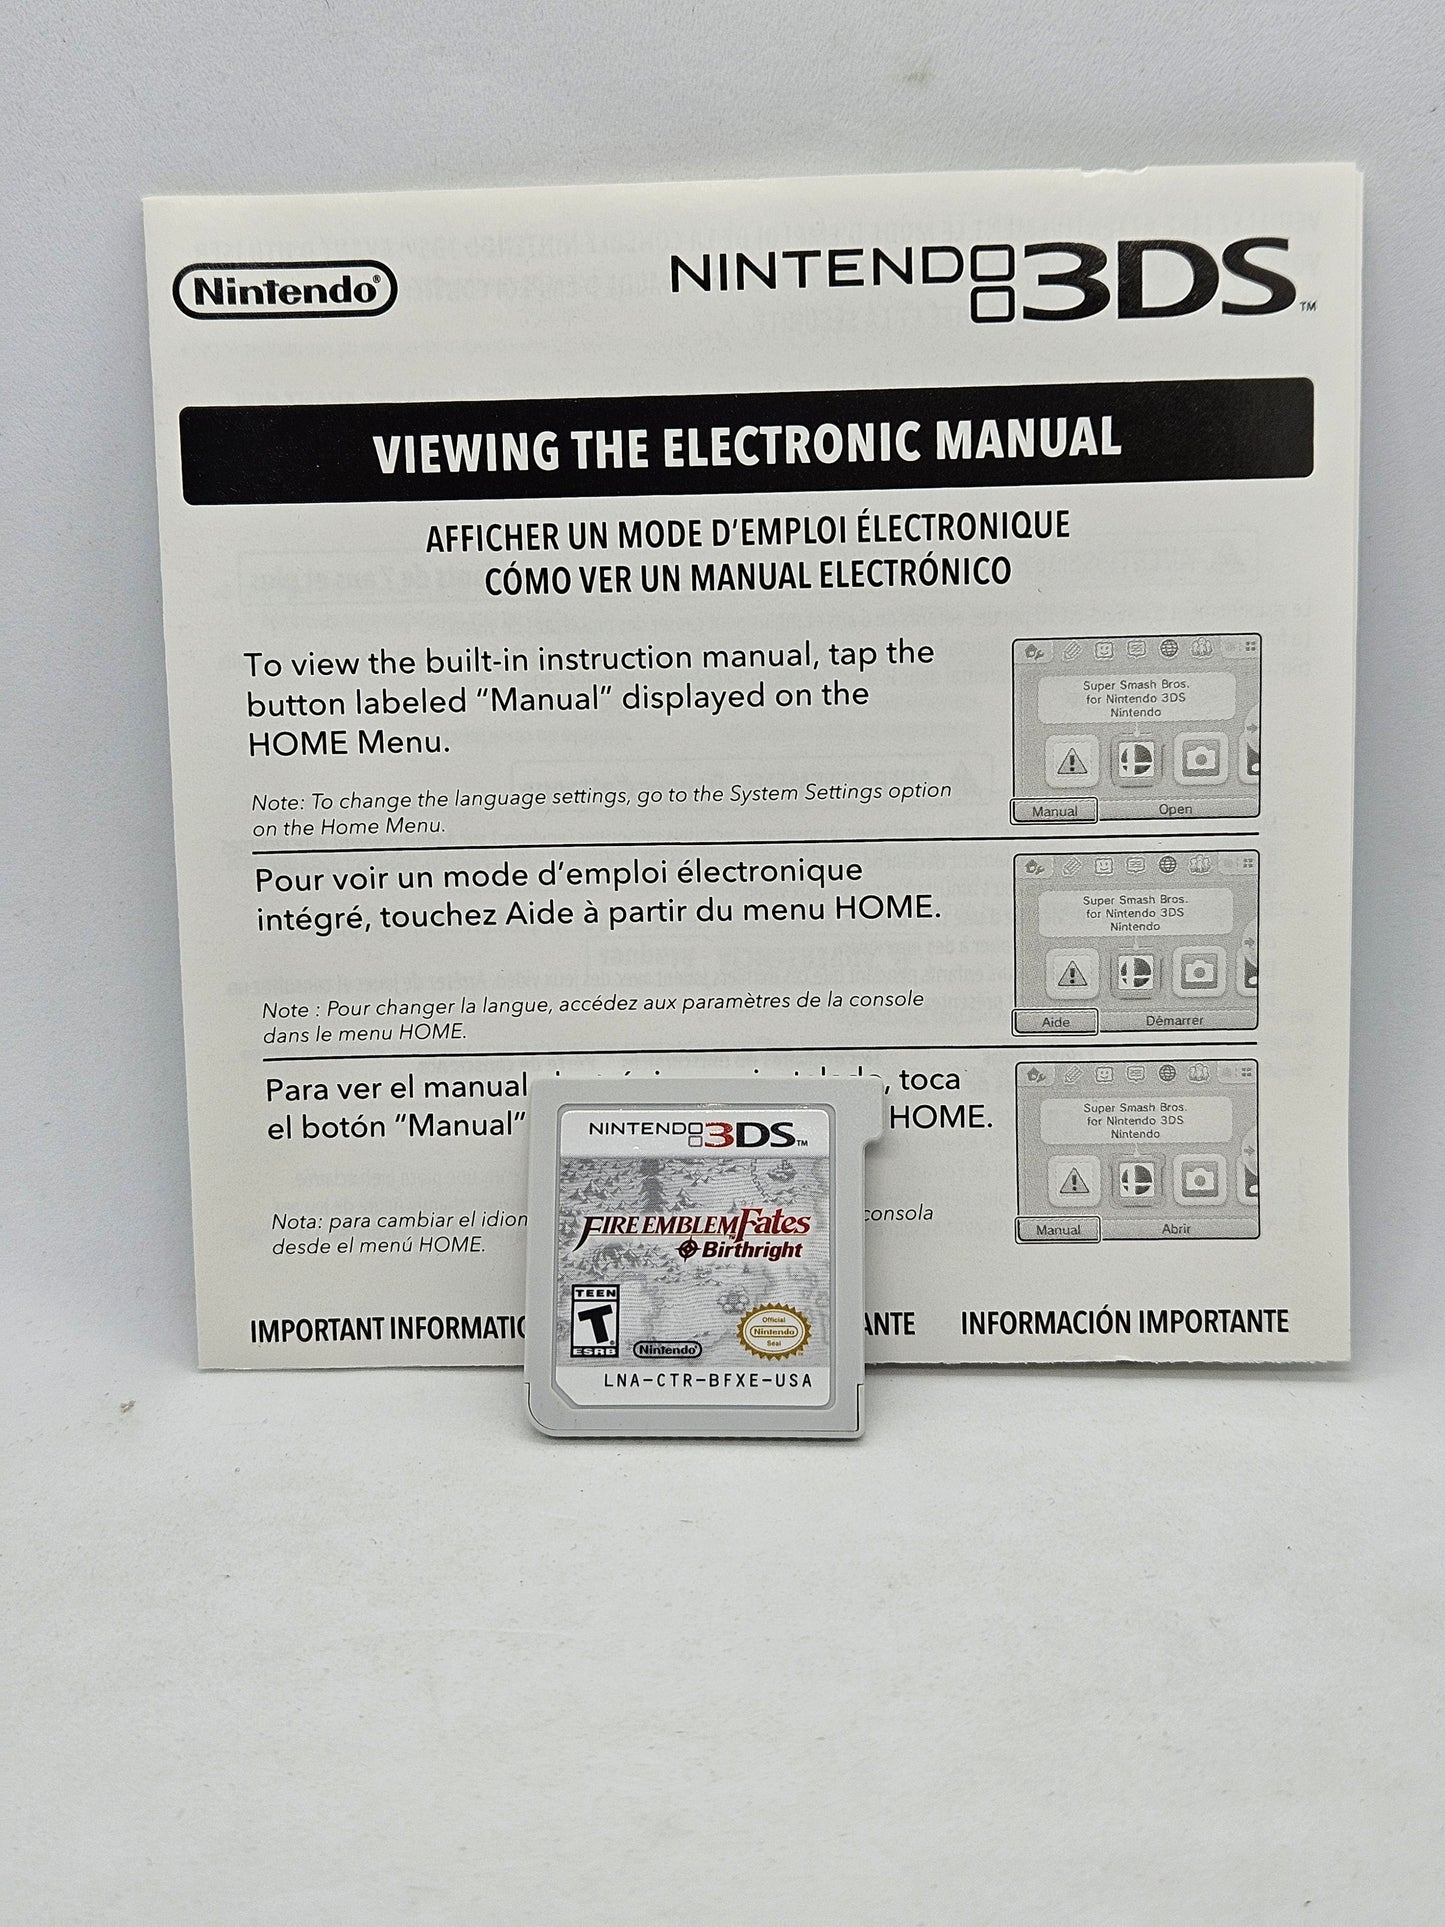 Nintendo®
NINTENDO 3DS™
VIEWING THE ELECTRONIC MANUAL
AFFICHER UN MODE D'EMPLOI ÉLECTRONIQUE
CÓMO VER UN MANUAL ELECTRÓNICO
To view the built-in instruction manual, tap the
button labeled "Manual" displayed on the
HOME Menu.
Note: To change the language settings, go to the System Settings option
on the Home Menu.
Super Smash Bros.
for Nintendo 3DS
Nintendo
Manual
Open
Pour voir un mode d'emploi électronique
intégré, touchez Aide à partir du menu HOME.
Note : Pour changer la langue, accédez aux paramètres de la console
dans le menu HOME.
Super Smash Bros.
for Nintendo 3DS
Nintendo
Aide
Démarrer
Para ver el manual toca
el botón "Manual" HOME.
Nota: para cambiar el consola
desde el menú HOME.
Super Smash Bros.
for Nintendo 3DS
Nintendo
Manual
Abrir
IMPORTANT INFORMACIÓN IMPORTANTE
NINTENDO 3DS™
FIRE EMBLEM Fates
Birthright
TEEN
T
ESRB
Nintendo®
Official
Nintendo
Seal
LNA-CTR-BFXE-USA